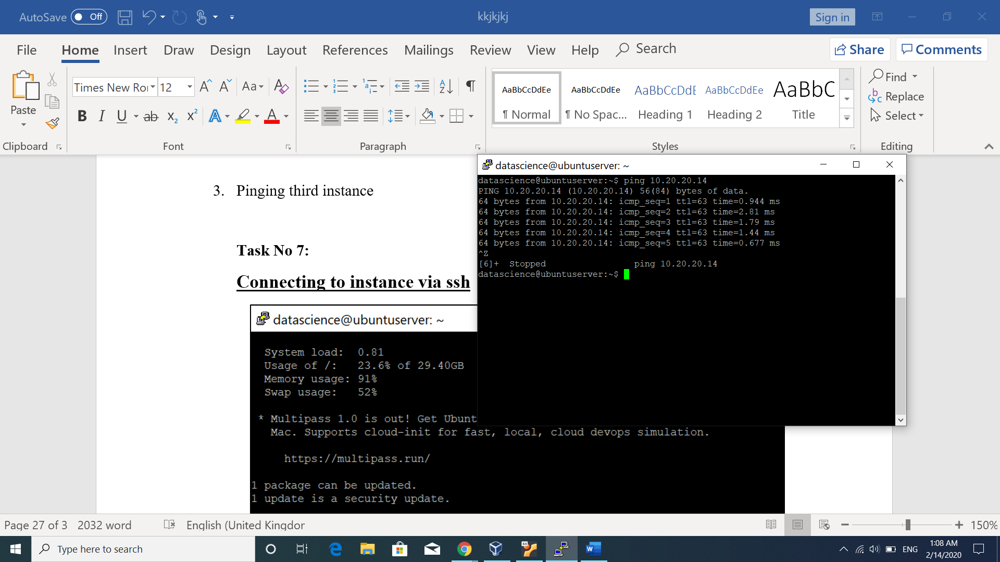 AutoSave Off kkjkjkj Sign in
File Home Insert Draw Design Layout References Mailings Review View Help Search Share Comments
Times New Ror 12 Aa AaBbCcDdEe AaBbCcDdEe AaBbCcDdE AaBbCcDdEe AaBbC Find
Paste ¶ Normal ¶ No Spac... Heading 1 Heading 2 Title Replace
B I U ab x₂ x² A A Select
Clipboard Font Paragraph Styles Editing
3. Pinging third instance
Task No 7:
Connecting to instance via ssh
datascience@ubuntuserver: ~
System load: 0.81
Usage of /: 23.6% of 29.40GB
Memory usage: 91%
Swap usage: 52%
* Multipass 1.0 is out! Get Ubunt
Mac. Supports cloud-init for fast, local, cloud devops simulation.
https://multipass.run/
1 package can be updated.
1 update is a security update.
datascience@ubuntuserver: ~
datascience@ubuntuserver:~$ ping 10.20.20.14
PING 10.20.20.14 (10.20.20.14) 56(84) bytes of data.
64 bytes from 10.20.20.14: icmp_seq=1 ttl=63 time=0.944 ms
64 bytes from 10.20.20.14: icmp_seq=2 ttl=63 time=2.81 ms
64 bytes from 10.20.20.14: icmp_seq=3 ttl=63 time=1.79 ms
64 bytes from 10.20.20.14: icmp_seq=4 ttl=63 time=1.44 ms
64 bytes from 10.20.20.14: icmp_seq=5 ttl=63 time=0.677 ms
^Z
[6]+ Stopped ping 10.20.20.14
datascience@ubuntuserver:~$
Page 27 of 3 2032 word English (United Kingdor 150%
Type here to search ENG 1:08 AM
2/14/2020